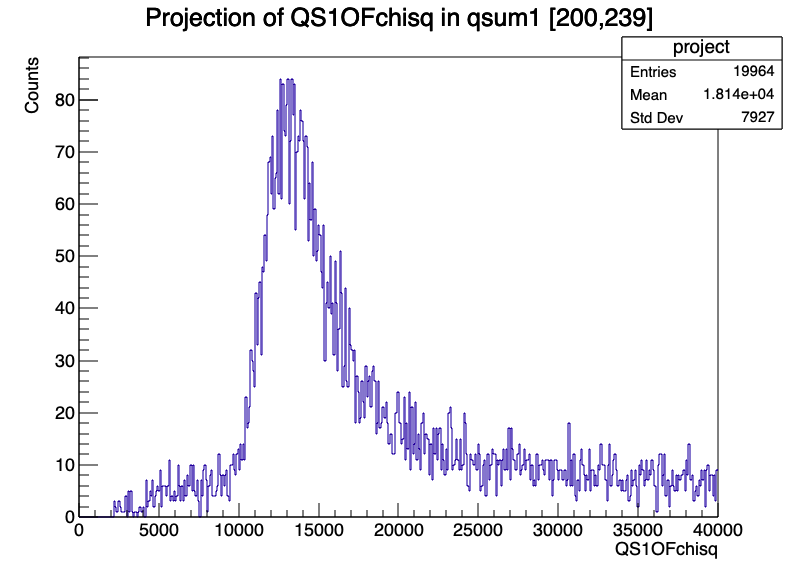 Projection of QS1OFchisq in qsum1 [200,239]
project
Entries 19964
Mean 1.814e+04
Std Dev 7927
Counts
80
70
60
50
40
30
20
10
0
0 5000 10000 15000 20000 25000 30000 35000 40000
QS1OFchisq